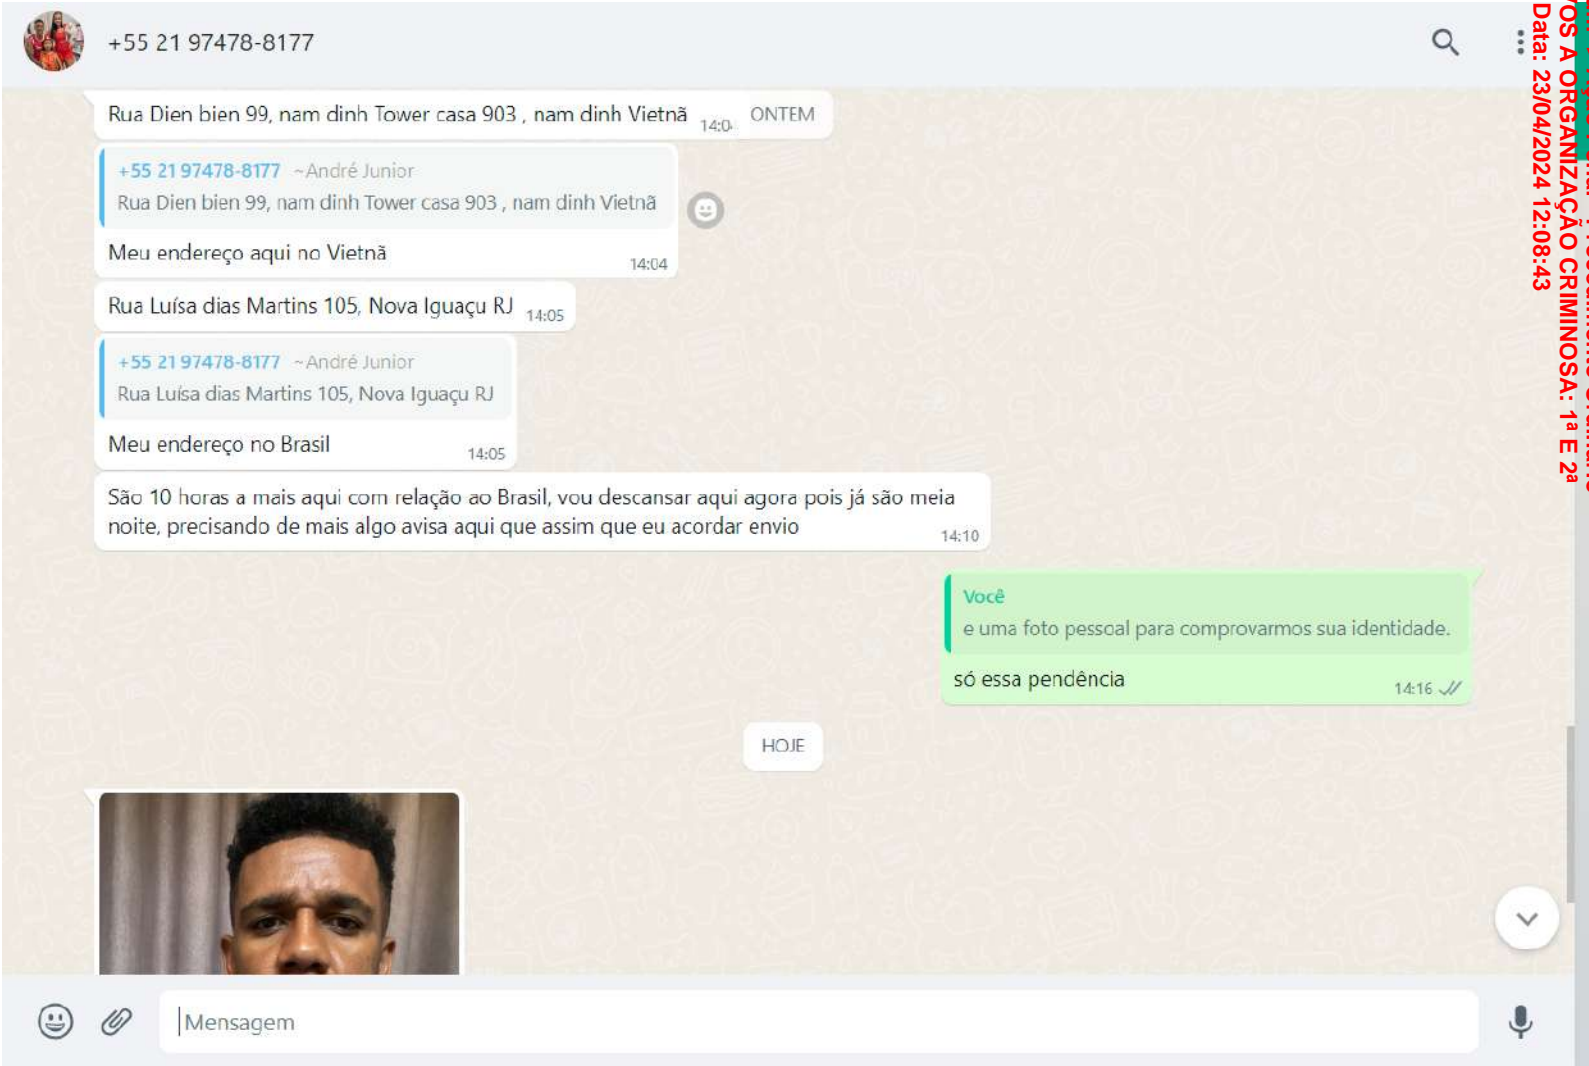 +55 21 97478-8177
Rua Dien bien 99, nam dinh Tower casa 903 , nam dinh Vietnã 14:0
ONTEM
+55 21 97478-8177 ~André Junior
Rua Dien bien 99, nam dinh Tower casa 903 , nam dinh Vietnã
Meu endereço aqui no Vietnã
14:04
Rua Luísa dias Martins 105, Nova Iguaçu RJ 14:05
+55 21 97478-8177 ~André Junior
Rua Luísa dias Martins 105, Nova Iguaçu RJ
Meu endereço no Brasil
14:05
São 10 horas a mais aqui com relação ao Brasil, vou descansar aqui agora pois já são meia
noite, precisando de mais algo avisa aqui que assim que eu acordar envio
14:10
Você
e uma foto pessoal para comprovarmos sua identidade.
só essa pendência
14:16
HOJE
Mensagem
VOS A ORGANIZAÇÃO CRIMINOSA: 1ª E 2ª
Data: 23/04/2024 12:08:43